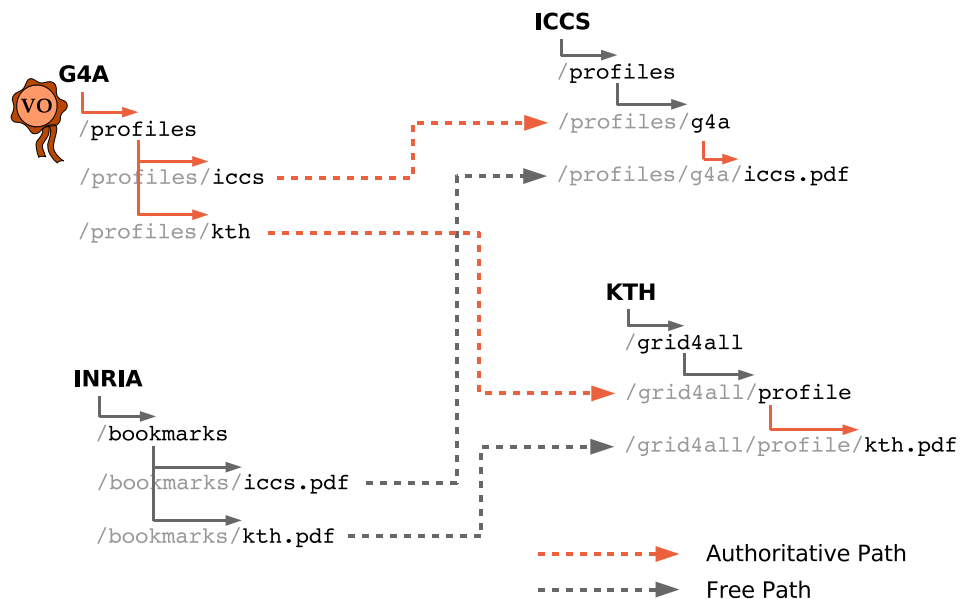 G4A
VO
/profiles
/profiles/iccs
/profiles/kth
ICCS
/profiles
/profiles/g4a
/profiles/g4a/iccs.pdf
KTH
/grid4all
/grid4all/profile
/grid4all/profile/kth.pdf
INRIA
/bookmarks
/bookmarks/iccs.pdf
/bookmarks/kth.pdf
Authoritative Path
Free Path